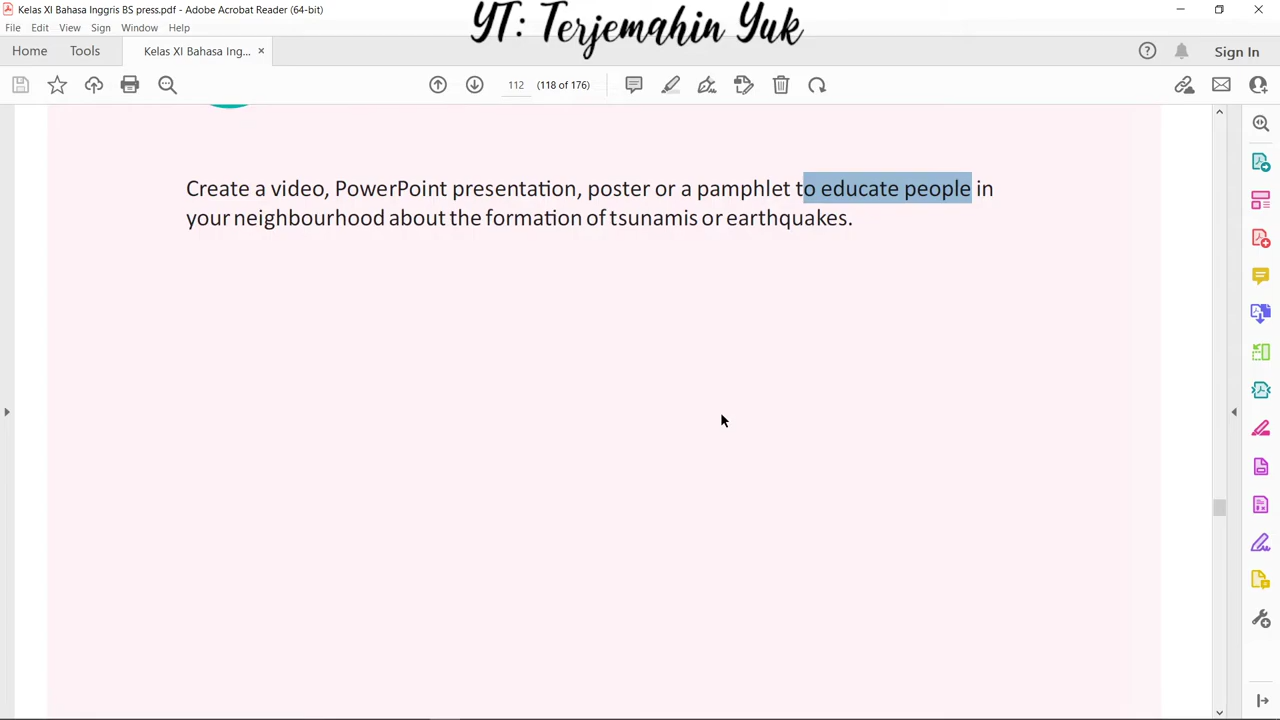 Kelas XI Bahasa Inggris BS press.pdf - Adobe Acrobat Reader (64-bit)
YT: Terjemahin Yuk
File Edit View Sign Window Help
Home Tools Kelas XI Bahasa Ing... × Sign In
112 (118 of 176)
Create a video, PowerPoint presentation, poster or a pamphlet to educate people in
your neighbourhood about the formation of tsunamis or earthquakes.